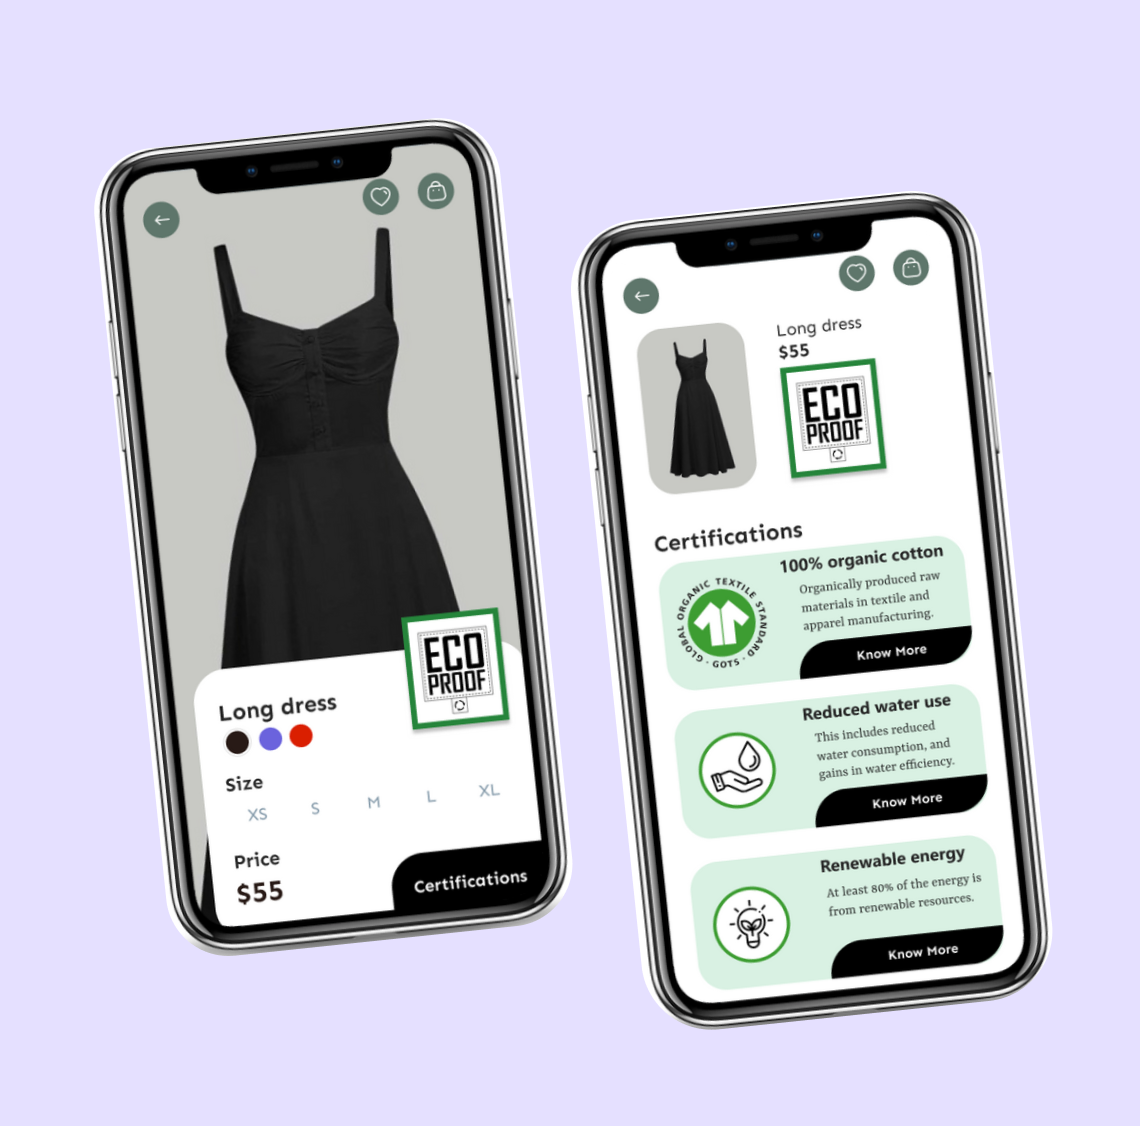 ECO
PROOF
Long dress
Size
XS S M L XL
Price
$55
Certifications
Long dress
$55
ECO
PROOF
Certifications
GLOBAL ORGANIC TEXTILE STANDARD · GOTS ·
100% organic cotton
Organically produced raw
materials in textile and
apparel manufacturing.
Know More
Reduced water use
This includes reduced
water consumption, and
gains in water efficiency.
Know More
Renewable energy
At least 80% of the energy is
from renewable resources.
Know More